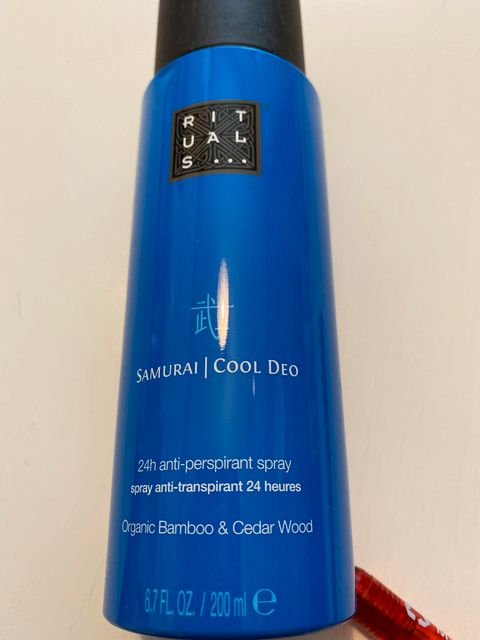 RIT
UAL
S...
武
SAMURAI | COOL DEO
24h anti-perspirant spray
spray anti-transpirant 24 heures
Organic Bamboo & Cedar Wood
6.7 FL. OZ. / 200 ml ℮